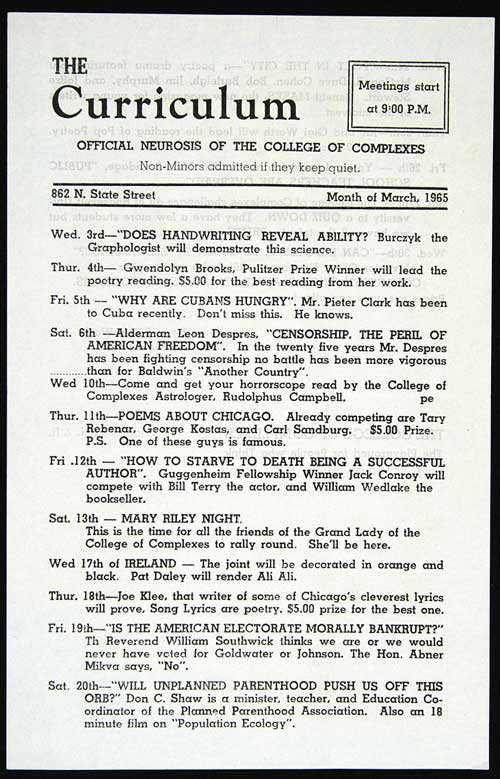 THE
Curriculum
Meetings start
at 9:00 P.M.
OFFICIAL NEUROSIS OF THE COLLEGE OF COMPLEXES
Non-Minors admitted if they keep quiet.
862 N. State Street Month of March, 1965
Wed. 3rd—"DOES HANDWRITING REVEAL ABILITY? Burczyk the
Graphologist will demonstrate this science.
Thur. 4th— Gwendolyn Brooks, Pulitzer Prize Winner will lead the
poetry reading. $5.00 for the best reading from her work.
Fri. 5th — "WHY ARE CUBANS HUNGRY". Mr. Pieter Clark has been
to Cuba recently. Don't miss this. He knows.
Sat. 6th —Alderman Leon Despres, "CENSORSHIP, THE PERIL OF
AMERICAN FREEDOM". In the twenty five years Mr. Despres
has been fighting censorship no battle has been more vigorous
............than for Baldwin's "Another Country".
Wed 10th—Come and get your horrorscope read by the College of
Complexes Astrologer, Rudolphus Campbell. pe
Thur. 11th—POEMS ABOUT CHICAGO. Already competing are Tary
Rebenar, George Kostas, and Carl Sandburg. $5.00 Prize.
P.S. One of these guys is famous.
Fri .12th — "HOW TO STARVE TO DEATH BEING A SUCCESSFUL
AUTHOR". Guggenheim Fellowship Winner Jack Conroy will
compete with Bill Terry the actor, and William Wedlake the
bookseller.
Sat. 13th — MARY RILEY NIGHT.
This is the time for all the friends of the Grand Lady of the
College of Complexes to rally round. She'll be here.
Wed 17th of IRELAND — The joint will be decorated in orange and
black. Pat Daley will render Ali Ali.
Thur. 18th—Joe Klee, that writer of some of Chicago's cleverest lyrics
will prove, Song Lyrics are poetry. $5.00 prize for the best one.
Fri. 19th—"IS THE AMERICAN ELECTORATE MORALLY BANKRUPT?"
Th Reverend William Southwick thinks we are or we would
never have voted for Goldwater or Johnson. The Hon. Abner
Mikva says, "No".
Sat. 20th—"WILL UNPLANNED PARENTHOOD PUSH US OFF THIS
ORB?" Don C. Shaw is a minister, teacher, and Education Co-
ordinator of the Planned Parenthood Association. Also an 18
minute film on "Population Ecology".